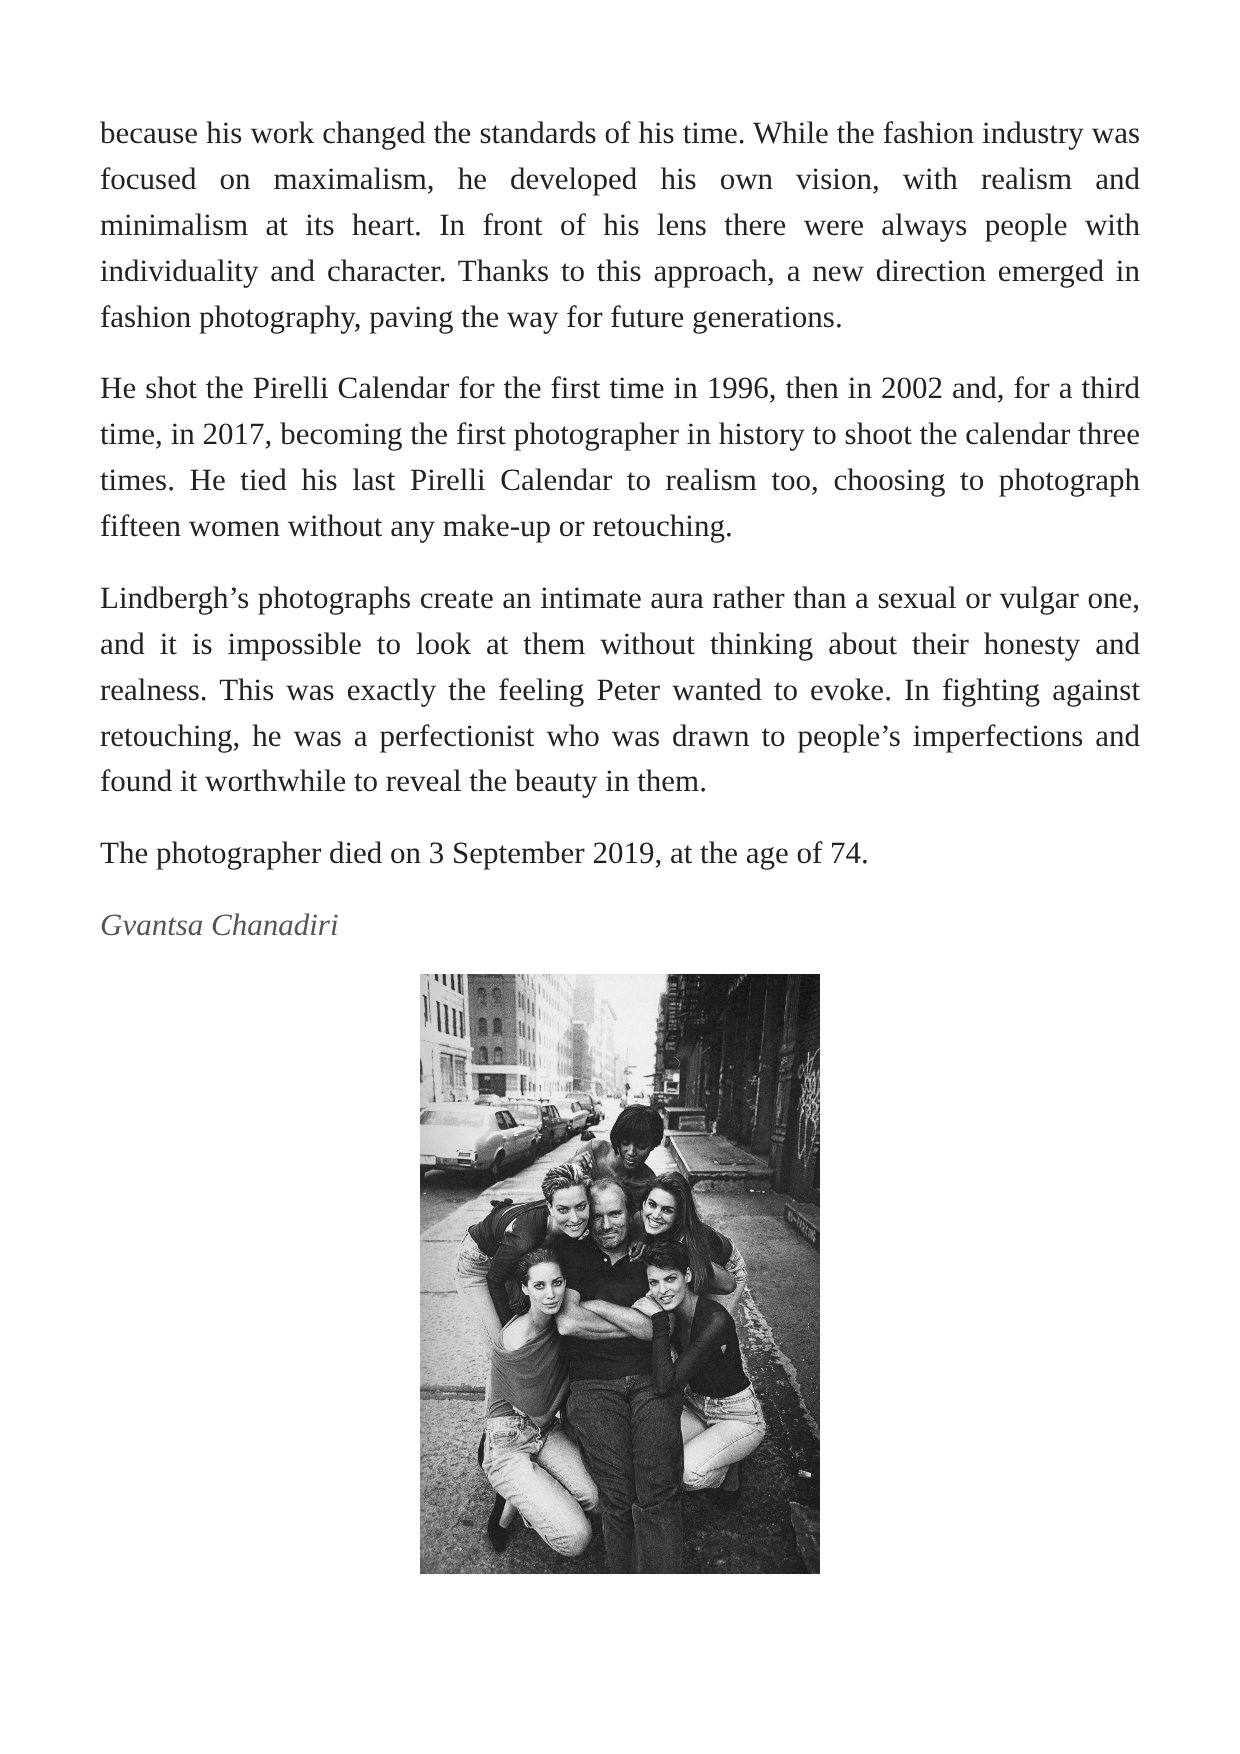 because his work changed the standards of his time. While the fashion industry was
focused on maximalism, he developed his own vision, with realism and
minimalism at its heart. In front of his lens there were always people with
individuality and character. Thanks to this approach, a new direction emerged in
fashion photography, paving the way for future generations.
He shot the Pirelli Calendar for the first time in 1996, then in 2002 and, for a third
time, in 2017, becoming the first photographer in history to shoot the calendar three
times. He tied his last Pirelli Calendar to realism too, choosing to photograph
fifteen women without any make-up or retouching.
Lindbergh’s photographs create an intimate aura rather than a sexual or vulgar one,
and it is impossible to look at them without thinking about their honesty and
realness. This was exactly the feeling Peter wanted to evoke. In fighting against
retouching, he was a perfectionist who was drawn to people’s imperfections and
found it worthwhile to reveal the beauty in them.
The photographer died on 3 September 2019, at the age of 74.
Gvantsa Chanadiri